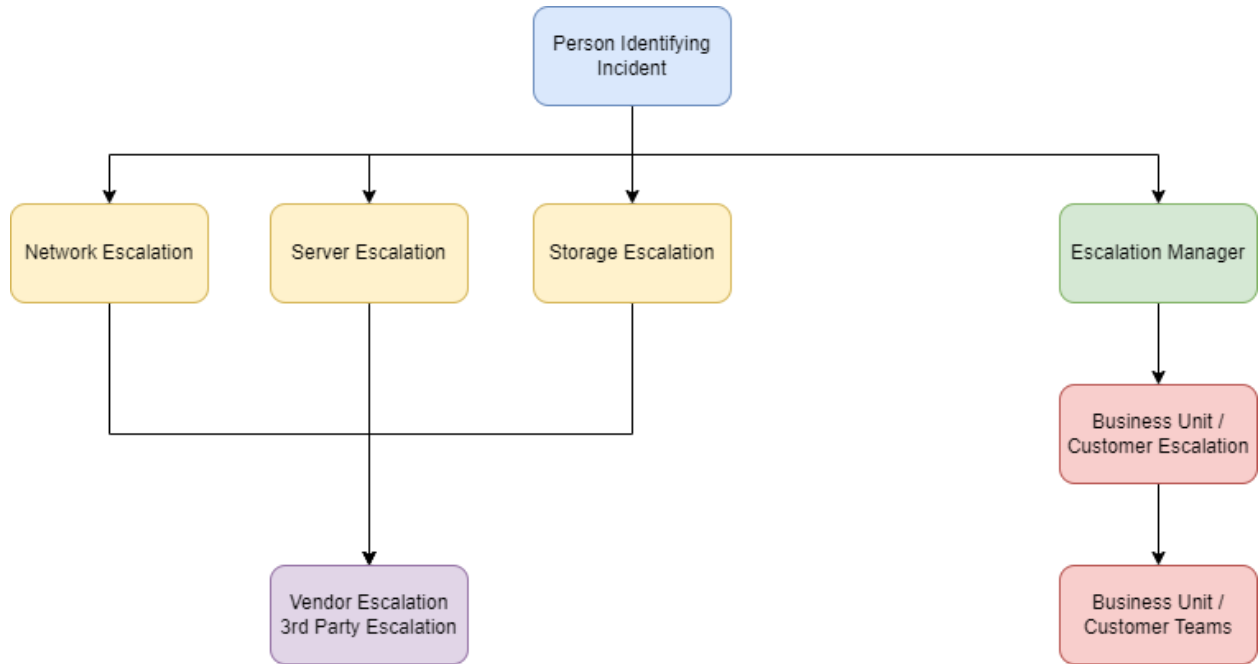 Person Identifying
Incident
Network Escalation
Server Escalation
Storage Escalation
Escalation Manager
Business Unit /
Customer Escalation
Vendor Escalation
3rd Party Escalation
Business Unit /
Customer Teams